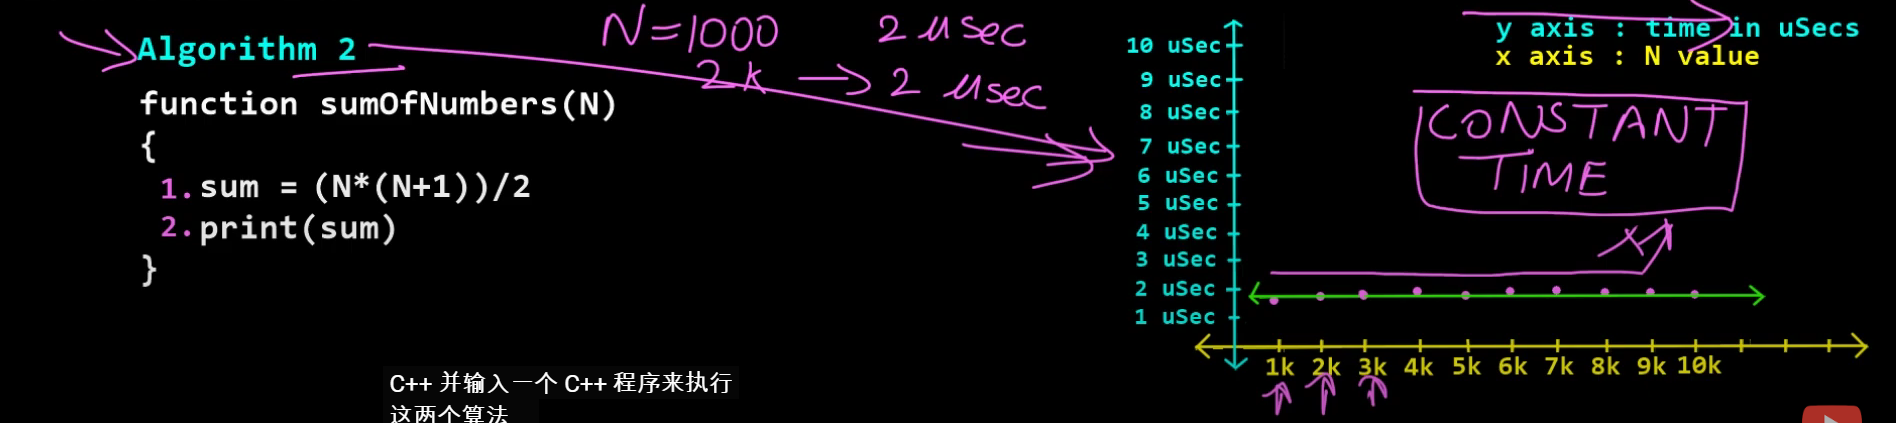 Algorithm 2
function sumOfNumbers(N)
{
1. sum = (N*(N+1))/2
2. print(sum)
}
N=1000 2 µsec
2k → 2 µsec
y axis : time in uSecs
x axis : N value
CONSTANT
TIME
10 uSec
9 uSec
8 uSec
7 uSec
6 uSec
5 uSec
4 uSec
3 uSec
2 uSec
1 uSec
1k 2k 3k 4k 5k 6k 7k 8k 9k 10k
C++ 并输入一个 C++ 程序来执行
这两个算法